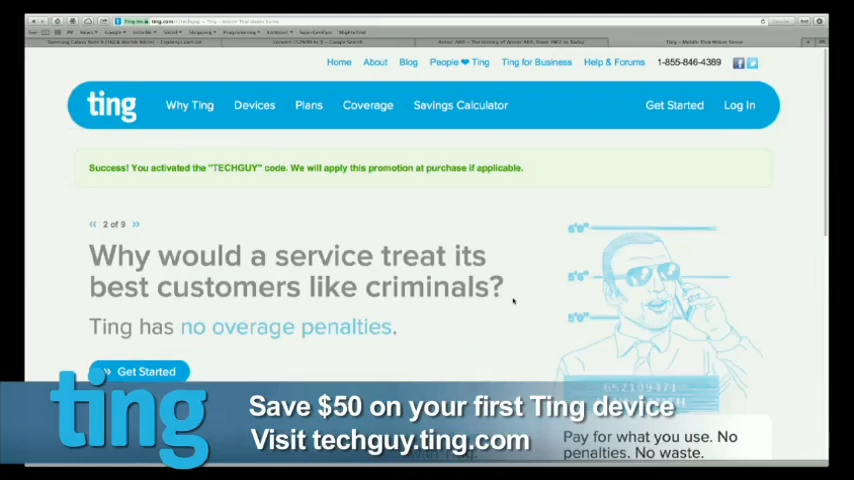 Home About Blog People ❤ Ting Ting for Business Help & Forums 1-855-846-4389
ting Why Ting Devices Plans Coverage Savings Calculator Get Started Log In
Success! You activated the "TECHGUY" code. We will apply this promotion at purchase if applicable.
2 of 9
Why would a service treat its
best customers like criminals?
Ting has no overage penalties.
6'0"
5'6"
5'0"
Get Started
652109471
ting
Save $50 on your first Ting device
Visit techguy.ting.com
Pay for what you use. No
penalties. No waste.